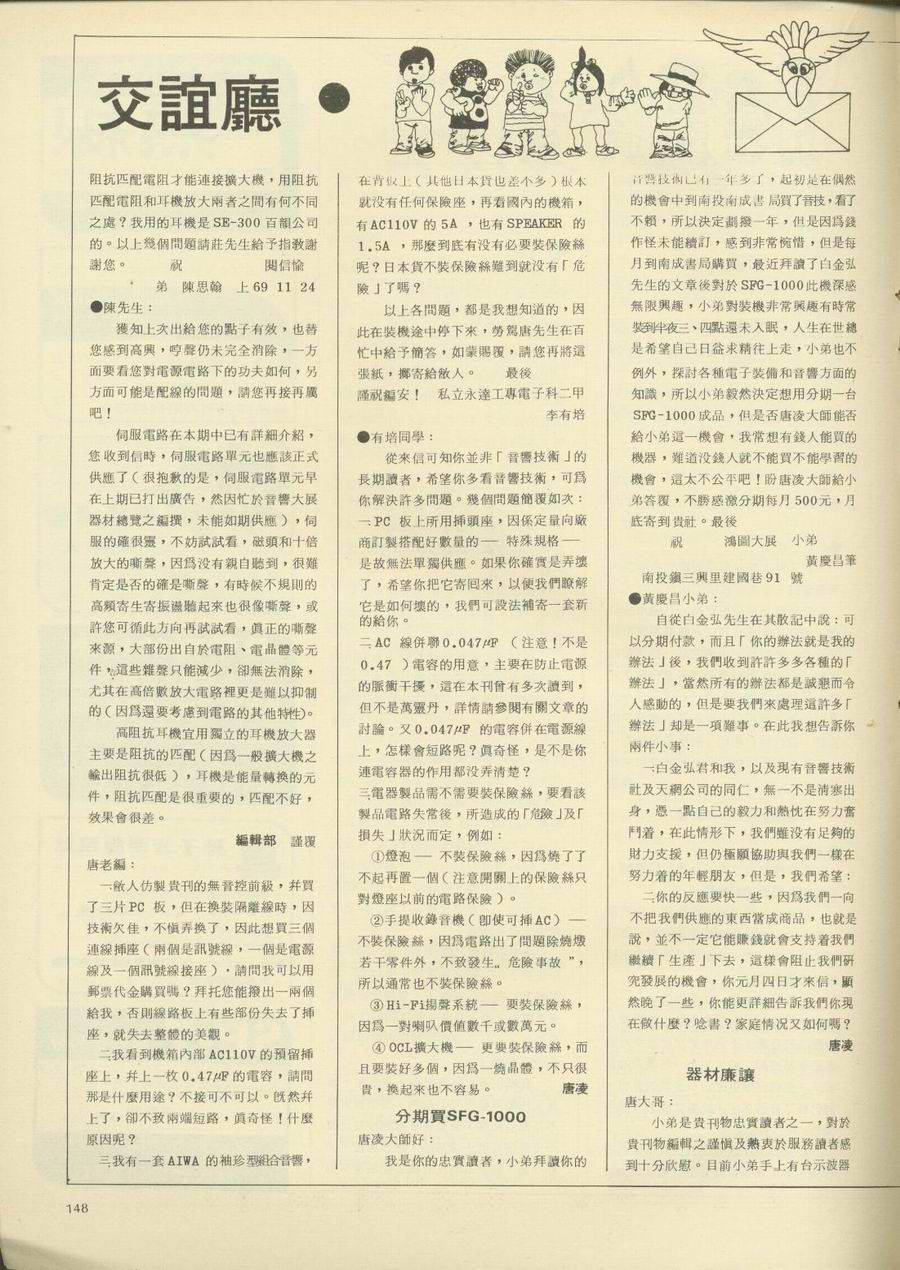 交誼廳●
阻抗匹配電阻才能連接擴大機，用阻抗
匹配電阻和耳機放大兩者之間有何不同
之處？我用的耳機是 SE-300 百韻公司
的。以上幾個問題請莊先生給予指教謝
謝您。　　祝　　　　　闔信愉
弟　陳思翰　上 69 11 24
●陳先生：
獲知上次出給您的點子有效，也替
您感到高興，哼聲仍未完全消除，一方
面要看您對電源電路下的功夫如何，另
方面可能是配線的問題，請您再接再厲
吧！
伺服電路在本期中已有詳細介紹，
您收到信時，伺服電路單元也應該正式
供應了（很抱歉的是，伺服電路單元早
在上期已打出廣告，然因忙於音響大展
器材總覽之編撰，未能如期供應），伺
服的確很靈，不妨試試看，磁頭和十倍
放大的嘶聲，因爲没有親自聽到，很難
肯定是否的確是嘶聲，有時候不規則的
高頻寄生寄振盪聽起來也很像嘶聲，或
許您可循此方向再試試看，眞正的嘶聲
來源，大部份出自於電阻、電晶體等元
件，這些雜聲只能減少，卻無法消除，
尤其在高倍數放大電路裡更是難以抑制
的（因爲還要考慮到電路的其他特性)。
高阻抗耳機宜用獨立的耳機放大器
主要是阻抗的匹配（因爲一般擴大機之
輸出阻抗很低），耳機是能量轉換的元
件，阻抗匹配是很重要的，匹配不好，
效果會很差。
編輯部　謹覆
唐老編：
一、敝人仿製貴刊的無音控前級，幷買
了三片 PC 板，但在換裝隔離線時，因
技術欠佳，不愼弄換了，因此想買三個
連線揷座（兩個是訊號線，一個是電源
線及一個訊號線接座），請問我可以用
郵票代金購買嗎？拜托您能撥出一兩個
給我，否則線路板上有些部份失去了揷
座，就失去整體的美觀。
二、我看到機箱內部 AC110V 的預留揷
座上，幷上一枚 0.47μF 的電容，請問
那是什麼用途？不接可不可以。旣然幷
上了，卻不致兩端短路，眞奇怪！什麼
原因呢？
三、我有一套 AIWA 的袖珍型組合音響，
在背板上（其他日本貨也差不多）根本
就没有任何保險座，再看國內的機箱，
有 AC110V 的 5A ，也有 SPEAKER 的
1.5A ，那麼到底有没有必要裝保險絲
呢？日本貨不裝保險絲難到就没有「危
險」了嗎？
以上各問題，都是我想知道的，因
此在裝機途中停下來，勞駕唐先生在百
忙中給予簡答，如蒙賜覆，請您再將這
張紙，擲寄給敝人。　　最後
謹祝編安！　私立永達工專電子科二甲
李有培
●有培同學：
從來信可知你並非「音響技術」的
長期讀者，希望你多看音響技術，可爲
你解決許多問題。幾個問題簡覆如次：
一、PC 板上所用揷頭座，因係定量向廠
商訂製搭配好數量的— 特殊規格—
是故無法單獨供應。如果你確實是弄壞
了，希望你把它寄囘來，以便我們瞭解
它是如何壞的，我們可設法補寄一套新
的給你。
二、AC 線併聯 0.047μF （注意！不是
0.47 ）電容的用意，主要在防止電源
的脈衝干擾，這在本刊曾有多次讀到，
但不是萬靈丹，詳情請參閱有關文章的
討論。又 0.047μF 的電容併在電源線
上，怎樣會短路呢？眞奇怪，是不是你
連電容器的作用都没弄清楚？
三、電器製品需不需要裝保險絲，要看該
製品電路失常後，所造成的「危險」及「
損失」狀況而定，例如：
①燈泡— 不裝保險絲，因爲燒了了
不起再置一個（注意開關上的保險絲只
對燈座以前的電路保險）。
②手提收錄音機（卽使可揷 AC）—
不裝保險絲，因爲電路出了問題除燒燬
若干零件外，不致發生„ 危險事故 ”，
所以通常也不裝保險絲。
③Hi-Fi 揚聲系統— 要裝保險絲，
因爲一對喇叭價值數千或數萬元。
④OCL 擴大機— 更要裝保險絲，而
且要裝好多個，因爲一燒晶體，不只很
貴，換起來也不容易。　　唐凌
分期買SFG-1000
唐凌大師好：
我是你的忠實讀者，小弟拜讀你的
音響技術已有一年多了，起初是在偶然
的機會中到南投南成書局買了音技，看了
不賴，所以決定劃撥一年，但是因爲錢
作怪未能續訂，感到非常惋惜，但是每
月到南成書局購買，最近拜讀了白金弘
先生的文章後對於 SFG-1000 此機深感
無限興趣，小弟對裝機非常興趣有時常
裝到半夜三、四點還未入眠，人生在世總
是希望自己日益求精往上走，小弟也不
例外，探討各種電子裝備和音響方面的
知識，所以小弟毅然決定想用分期一台
SFG-1000 成品，但是否唐凌大師能否
給小弟這一機會，我常想有錢人能買的
機器，難道没錢人就不能買不能學習的
機會，這太不公平吧！盼唐凌大師給小
弟答覆，不勝感激分期每月 500元，月
底寄到貴社。最後
祝　　　鴻圖大展　小弟
黃慶昌筆
南投鎭三興里建國巷 91 號
●黃慶昌小弟：
自從白金弘先生在其散記中說：可
以分期付款，而且「你的辦法就是我的
辦法」後，我們收到許許多多各種的「
辦法」，當然所有的辦法都是誠懇而令
人感動的，但是要我們來處理這許多「
辦法」却是一項難事。在此我想告訴你
兩件小事：
一、白金弘君和我，以及現有音響技術
社及天網公司的同仁，無一不是淸寒出
身，憑一點自己的毅力和熱忱在努力奮
鬥着，在此情形下，我們雖没有足夠的
財力支援，但仍極願協助與我們一樣在
努力着的年輕朋友，但是，我們希望：
二、你的反應要快一些，因爲我們一向
不把我們供應的東西當成商品，也就是
說，並不一定它能賺錢就會支持着我們
繼續「生產」下去，這樣會阻止我們研
究發展的機會，你元月四日才來信，顯
然晚了一些，你能更詳細告訴我們你現
在做什麼？唸書？家庭情况又如何嗎？
唐凌
器材廉讓
唐大哥：
小弟是貴刊物忠實讀者之一，對於
貴刊物編輯之謹愼及熱衷於服務讀者感
到十分欣慰。目前小弟手上有台示波器
148